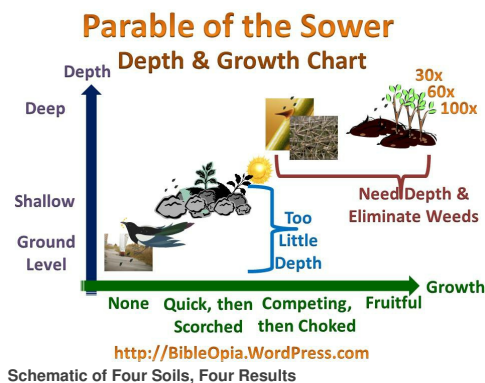 Parable of the Sower
Depth & Growth Chart
Depth
Deep
Shallow
Ground
Level
30x
60x
100x
Need Depth &
Eliminate Weeds
Too
Little
Depth
Growth
None
Quick, then
Scorched
Competing,
then Choked
Fruitful
http://BibleOpia.WordPress.com
Schematic of Four Soils, Four Results